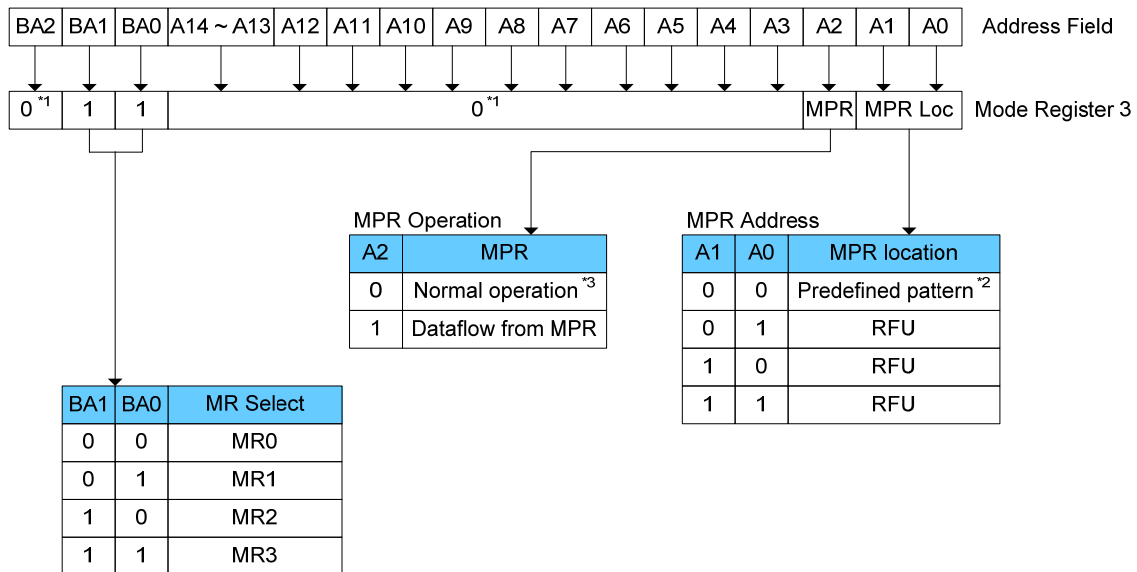 BA2 BA1 BA0 A14 ~ A13 A12 A11 A10 A9 A8 A7 A6 A5 A4 A3 A2 A1 A0 Address Field
0 *1 1 1 0 *1 MPR MPR Loc Mode Register 3
MPR Operation
A2 MPR
0 Normal operation *3
1 Dataflow from MPR
MPR Address
A1 A0 MPR location
0 0 Predefined pattern *2
0 1 RFU
1 0 RFU
1 1 RFU
BA1 BA0 MR Select
0 0 MR0
0 1 MR1
1 0 MR2
1 1 MR3